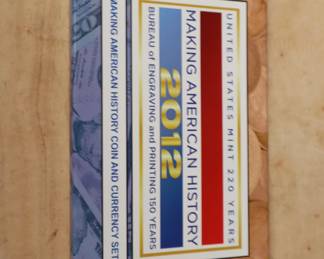 UNITED STATES MINT 220 YEARS
MAKING AMERICAN HISTORY
2012
BUREAU of ENGRAVING and PRINTING 150 YEARS
MAKING AMERICAN HISTORY COIN AND CURRENCY SET